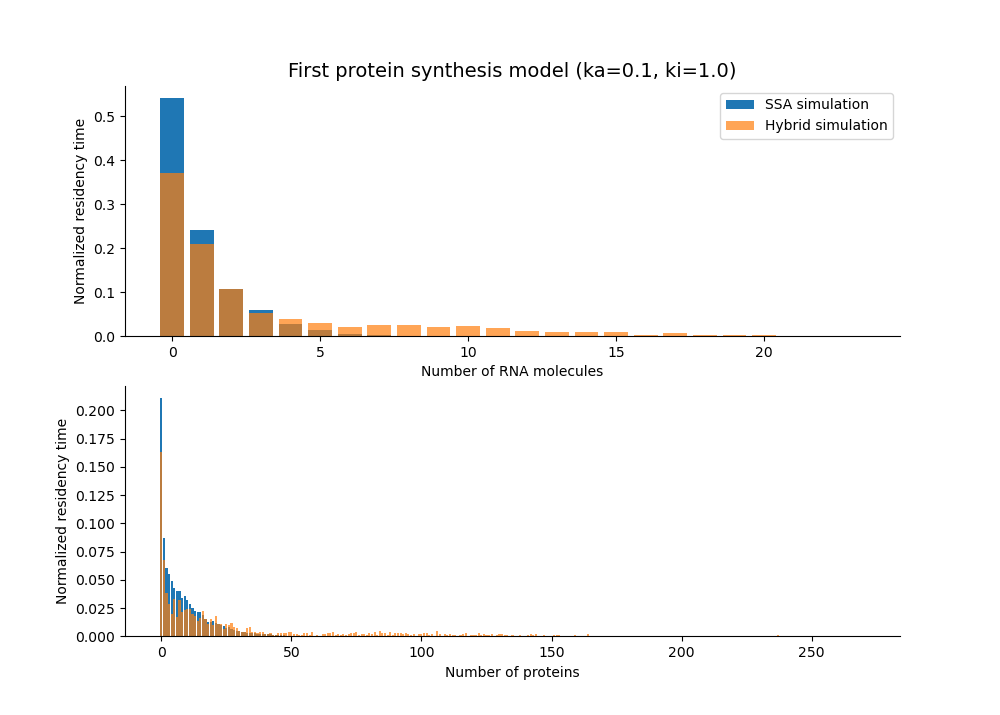 First protein synthesis model (ka=0.1, ki=1.0)
SSA simulation
Hybrid simulation
Normalized residency time
0.5
0.4
0.3
0.2
0.1
0.0
0 5 10 15 20
Number of RNA molecules
Normalized residency time
0.200
0.175
0.150
0.125
0.100
0.075
0.050
0.025
0.000
0 50 100 150 200 250
Number of proteins